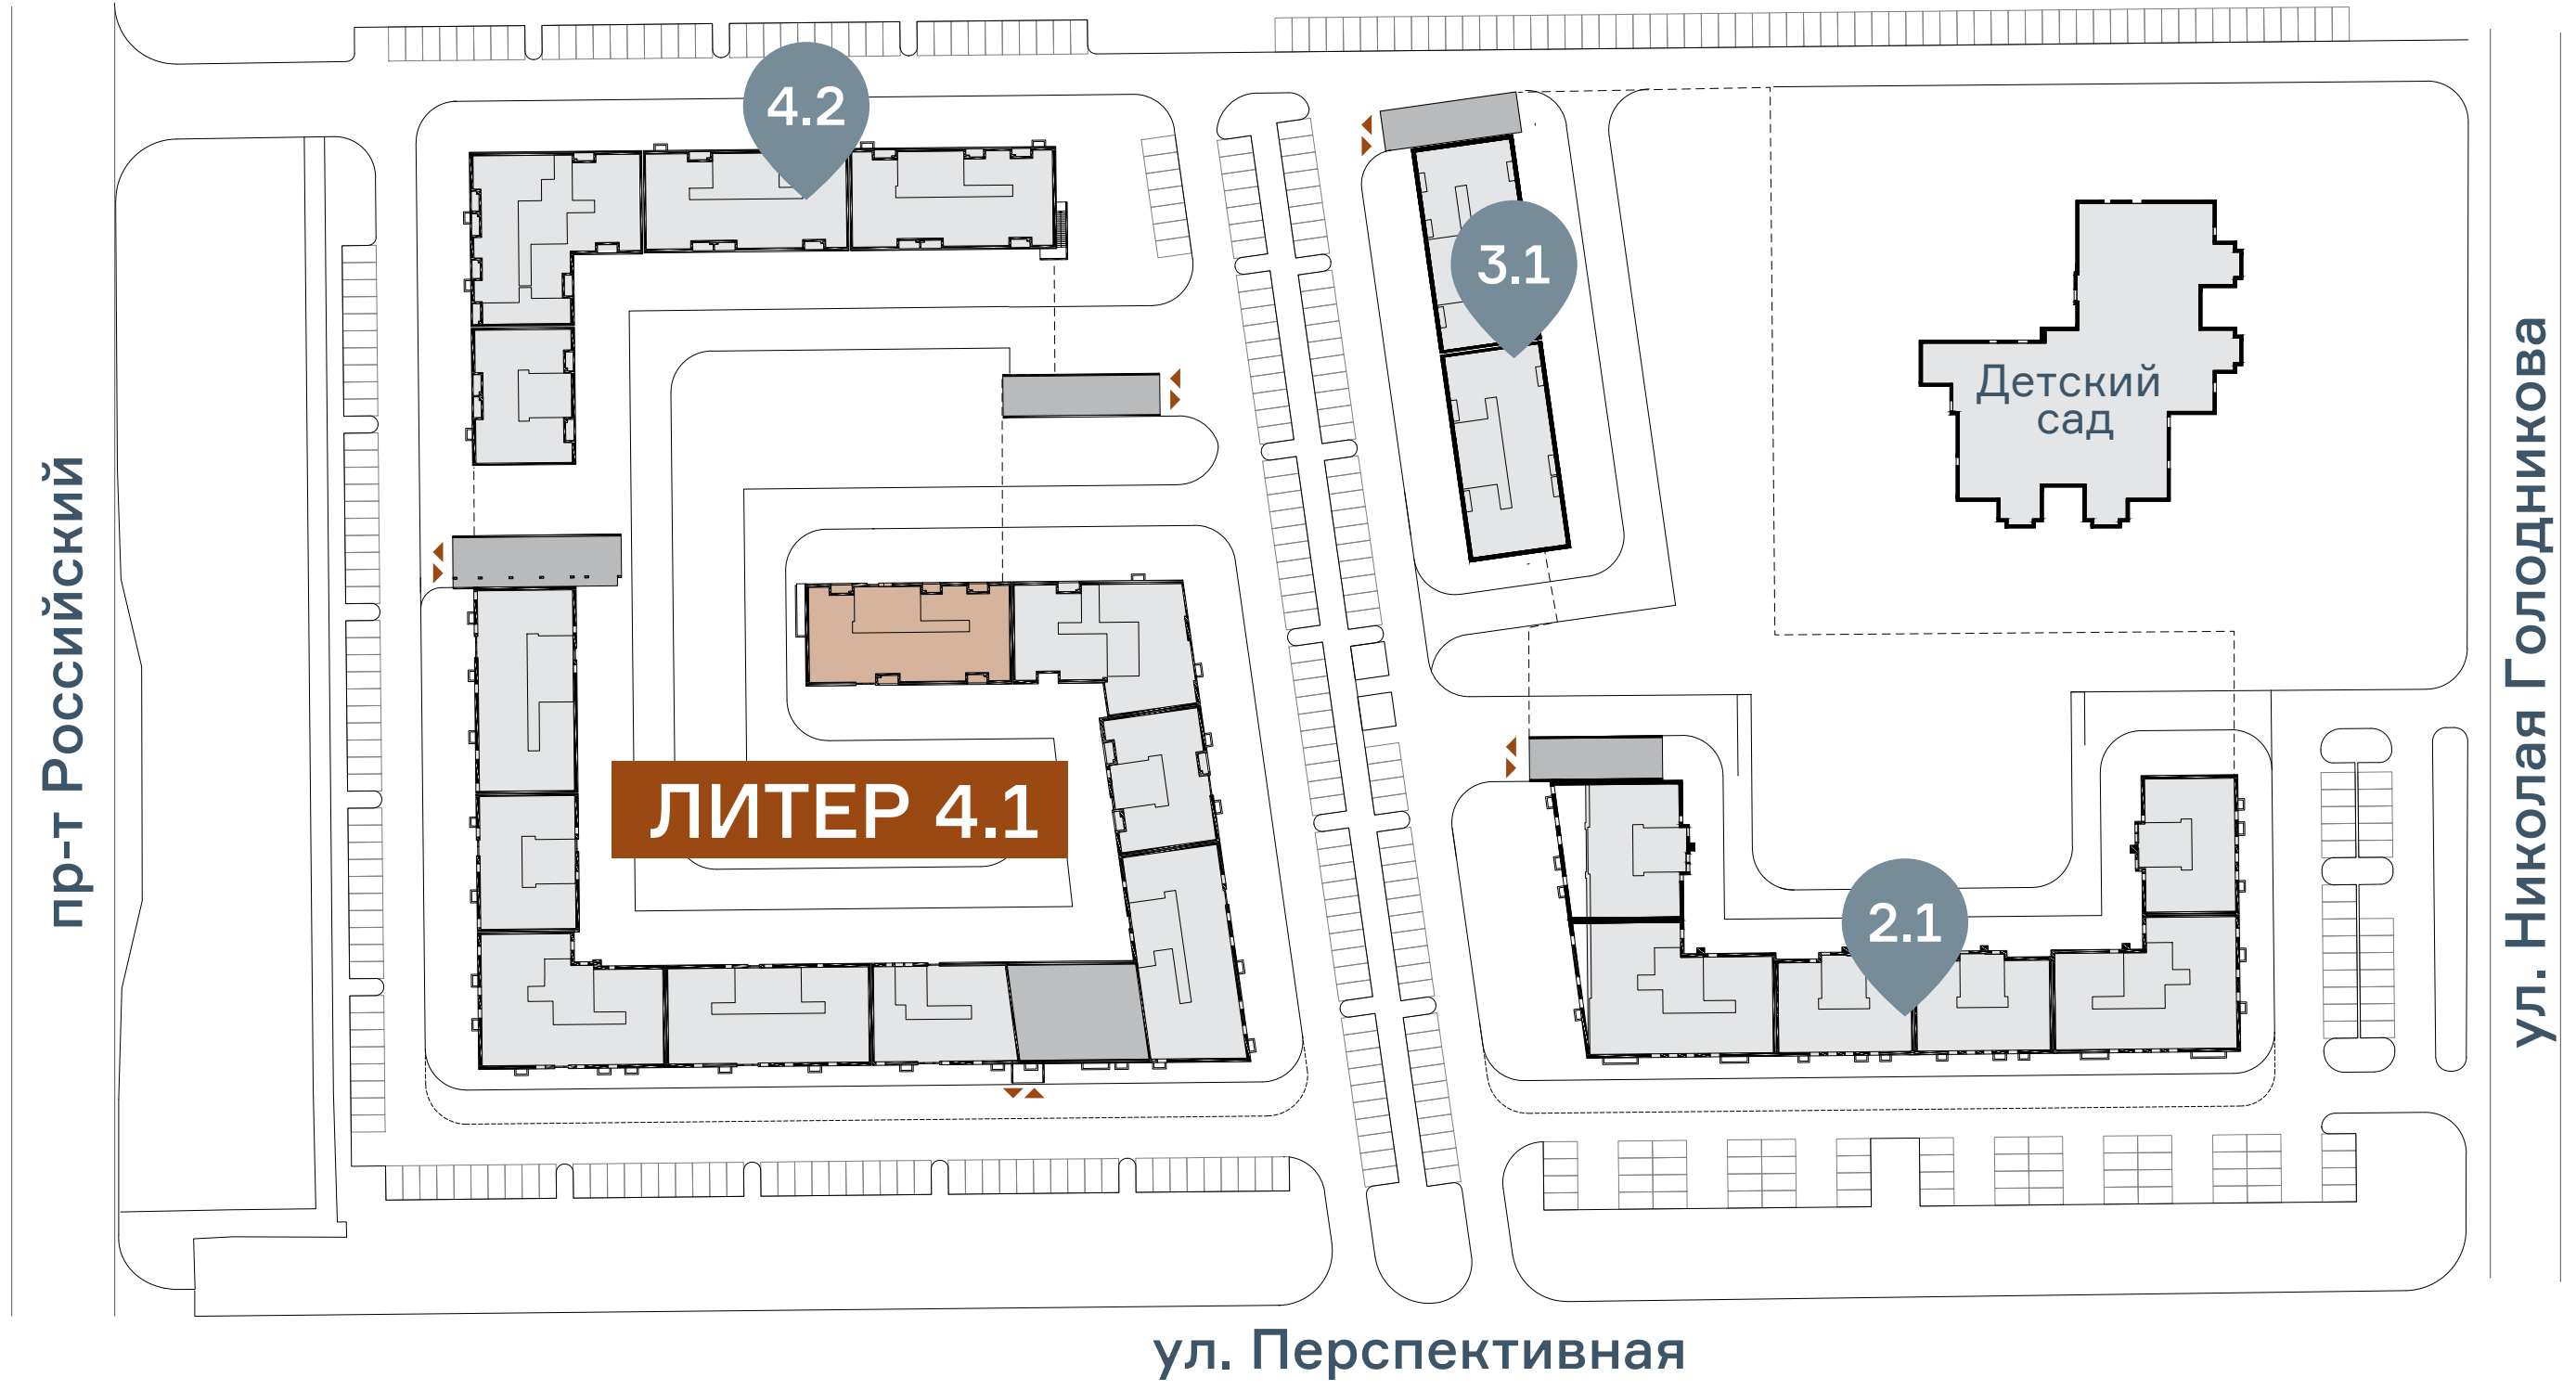 4.2
3.1
Детский
сад
пр-т Российский
ул. Николая Голодникова
ЛИТЕР 4.1
2.1
ул. Перспективная